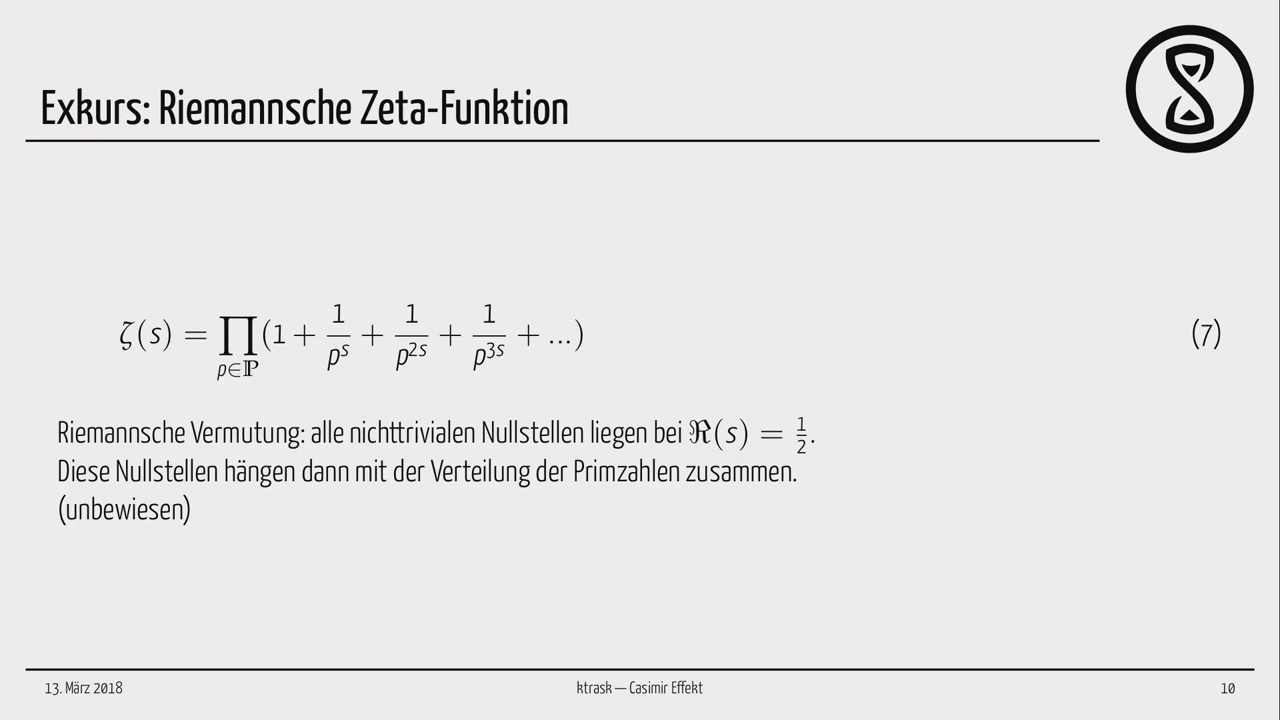 Exkurs: Riemannsche Zeta-Funktion
ζ(s) = ∏_{p∈ℙ}(1 + 1/p^s + 1/p^{2s} + 1/p^{3s} + ...) (7)
Riemannsche Vermutung: alle nichttrivialen Nullstellen liegen bei ℜ(s) = 1/2.
Diese Nullstellen hängen dann mit der Verteilung der Primzahlen zusammen.
(unbewiesen)
13. März 2018 ktrask — Casimir Effekt 10